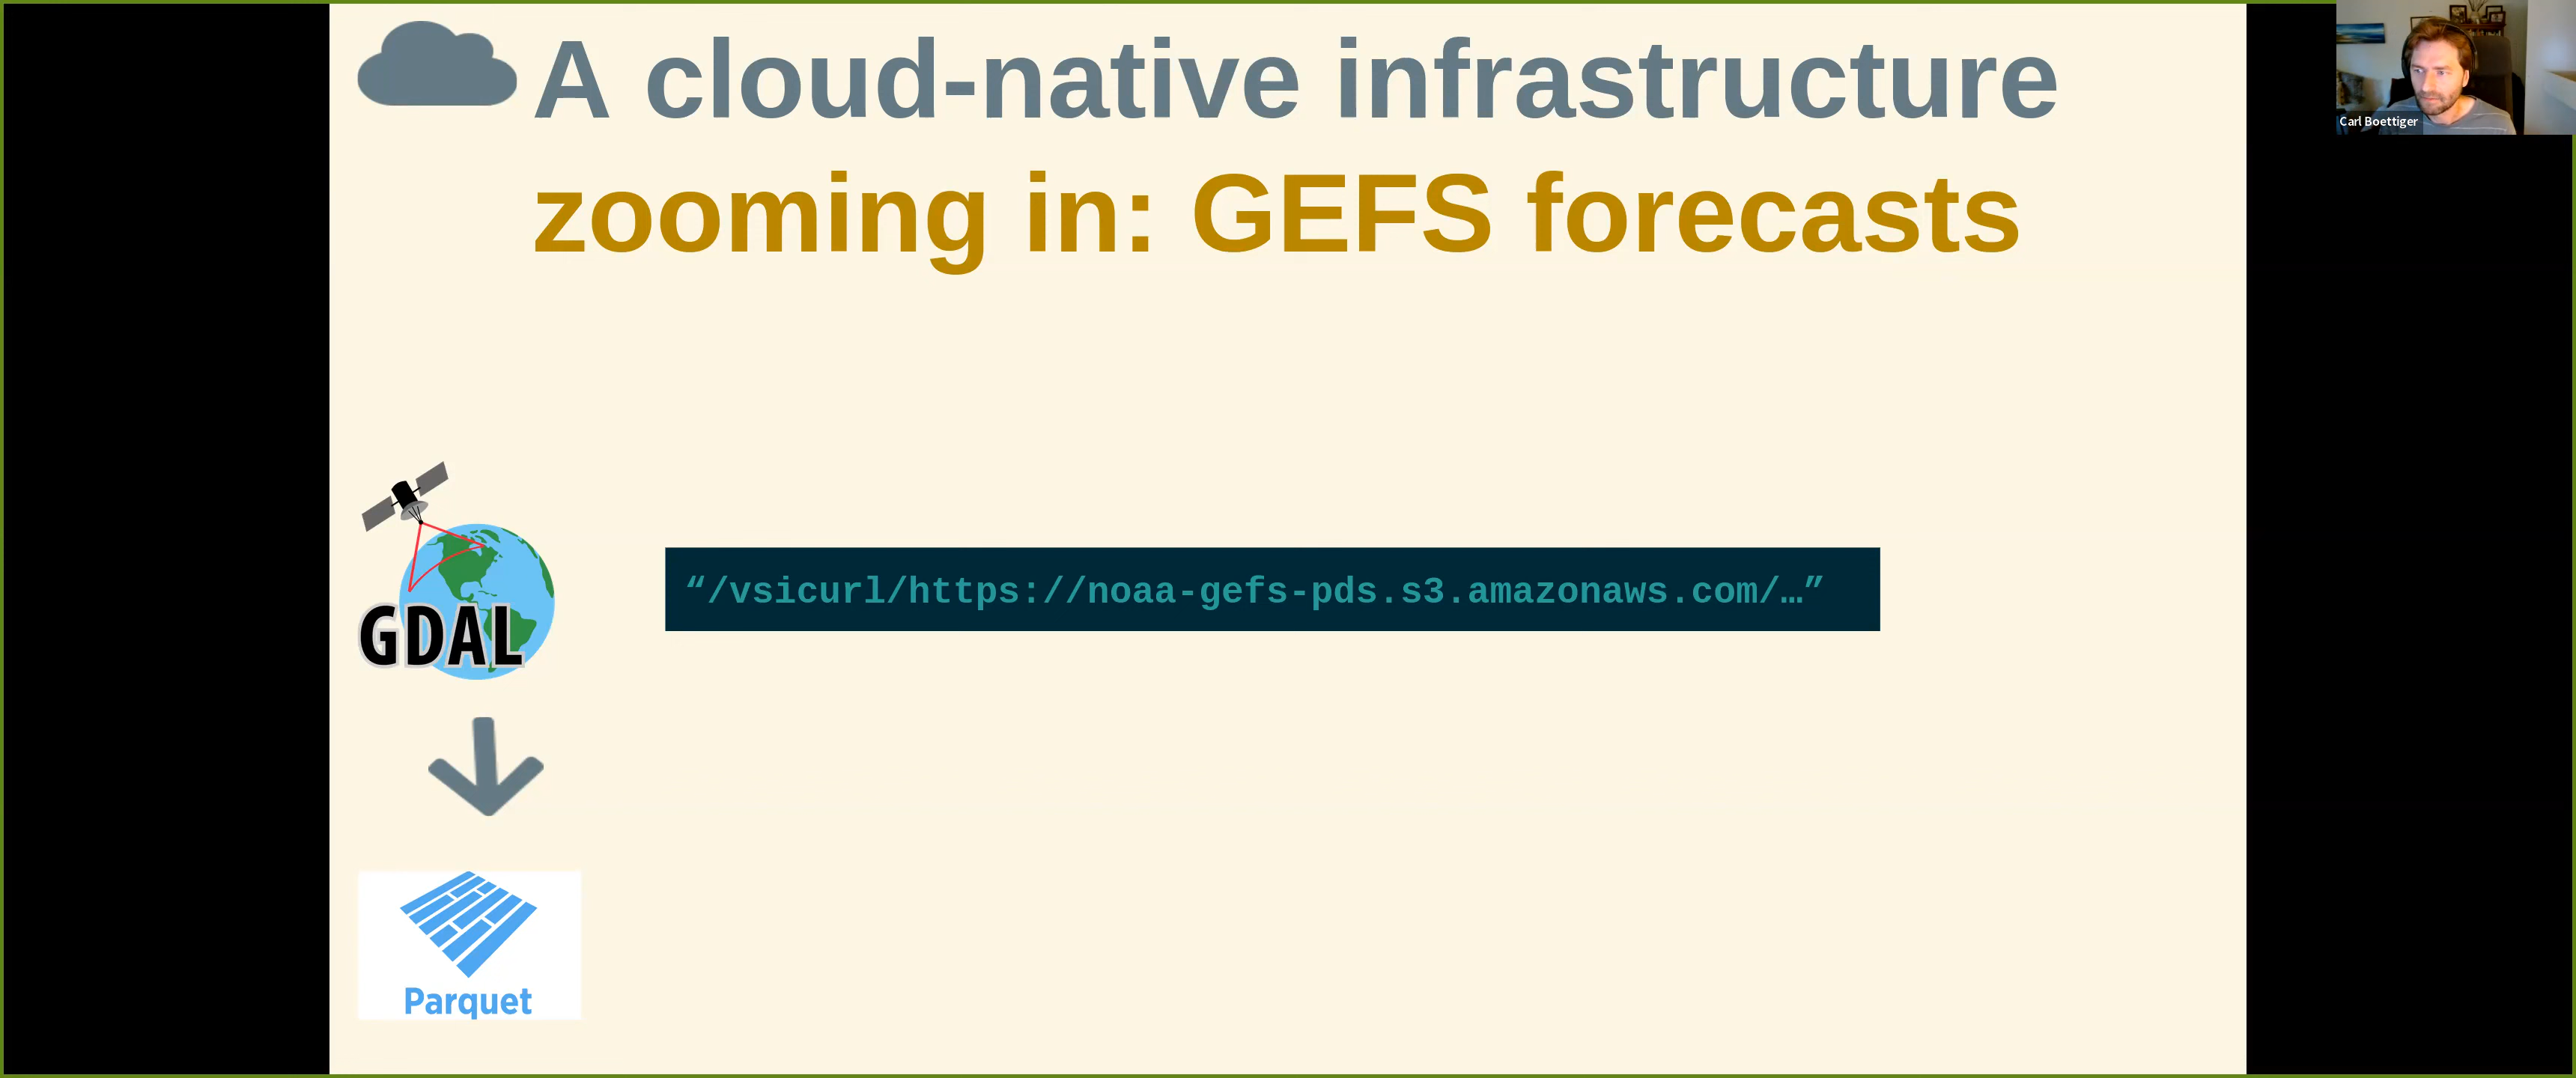 A cloud-native infrastructure
zooming in: GEFS forecasts
Carl Boettiger
GDAL
“/vsicurl/https://noaa-gefs-pds.s3.amazonaws.com/…”
Parquet